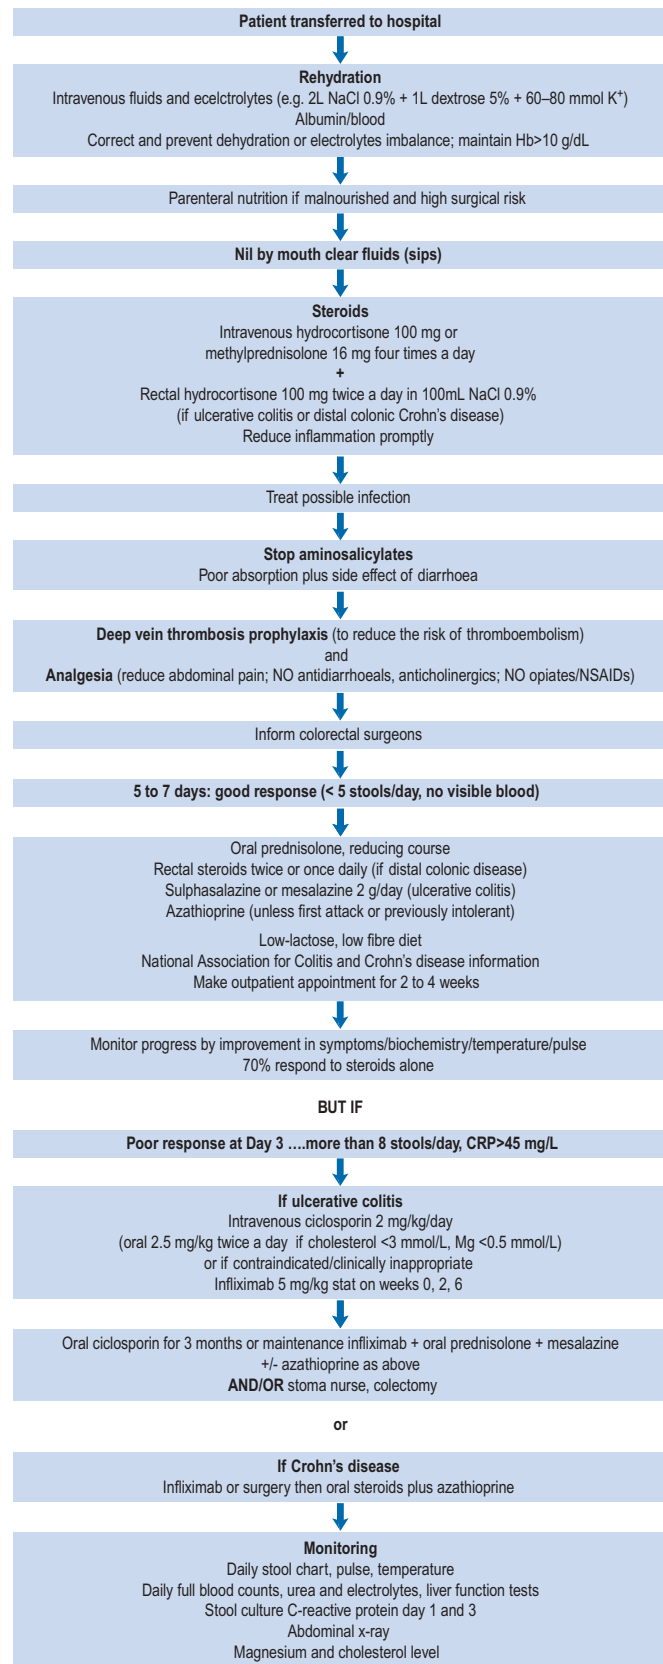 Patient transferred to hospital
Rehydration
Intravenous fluids and ecelctrolytes (e.g. 2L NaCl 0.9% + 1L dextrose 5% + 60–80 mmol K⁺)
Albumin/blood
Correct and prevent dehydration or electrolytes imbalance; maintain Hb>10 g/dL
Parenteral nutrition if malnourished and high surgical risk
Nil by mouth clear fluids (sips)
Steroids
Intravenous hydrocortisone 100 mg or
methylprednisolone 16 mg four times a day
+
Rectal hydrocortisone 100 mg twice a day in 100mL NaCl 0.9%
(if ulcerative colitis or distal colonic Crohn's disease)
Reduce inflammation promptly
Treat possible infection
Stop aminosalicylates
Poor absorption plus side effect of diarrhoea
Deep vein thrombosis prophylaxis (to reduce the risk of thromboembolism)
and
Analgesia (reduce abdominal pain; NO antidiarrhoeals, anticholinergics; NO opiates/NSAIDs)
Inform colorectal surgeons
5 to 7 days: good response (< 5 stools/day, no visible blood)
Oral prednisolone, reducing course
Rectal steroids twice or once daily (if distal colonic disease)
Sulphasalazine or mesalazine 2 g/day (ulcerative colitis)
Azathioprine (unless first attack or previously intolerant)
Low-lactose, low fibre diet
National Association for Colitis and Crohn's disease information
Make outpatient appointment for 2 to 4 weeks
Monitor progress by improvement in symptoms/biochemistry/temperature/pulse
70% respond to steroids alone
BUT IF
Poor response at Day 3 ….more than 8 stools/day, CRP>45 mg/L
If ulcerative colitis
Intravenous ciclosporin 2 mg/kg/day
(oral 2.5 mg/kg twice a day if cholesterol <3 mmol/L, Mg <0.5 mmol/L)
or if contraindicated/clinically inappropriate
Infliximab 5 mg/kg stat on weeks 0, 2, 6
Oral ciclosporin for 3 months or maintenance infliximab + oral prednisolone + mesalazine
+/- azathioprine as above
AND/OR stoma nurse, colectomy
or
If Crohn's disease
Infliximab or surgery then oral steroids plus azathioprine
Monitoring
Daily stool chart, pulse, temperature
Daily full blood counts, urea and electrolytes, liver function tests
Stool culture C-reactive protein day 1 and 3
Abdominal x-ray
Magnesium and cholesterol level